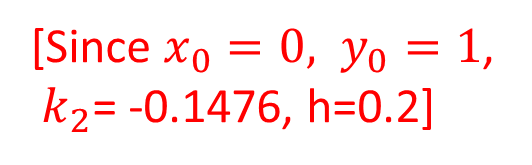 [Since x₀ = 0, y₀ = 1,
k₂= -0.1476, h=0.2]